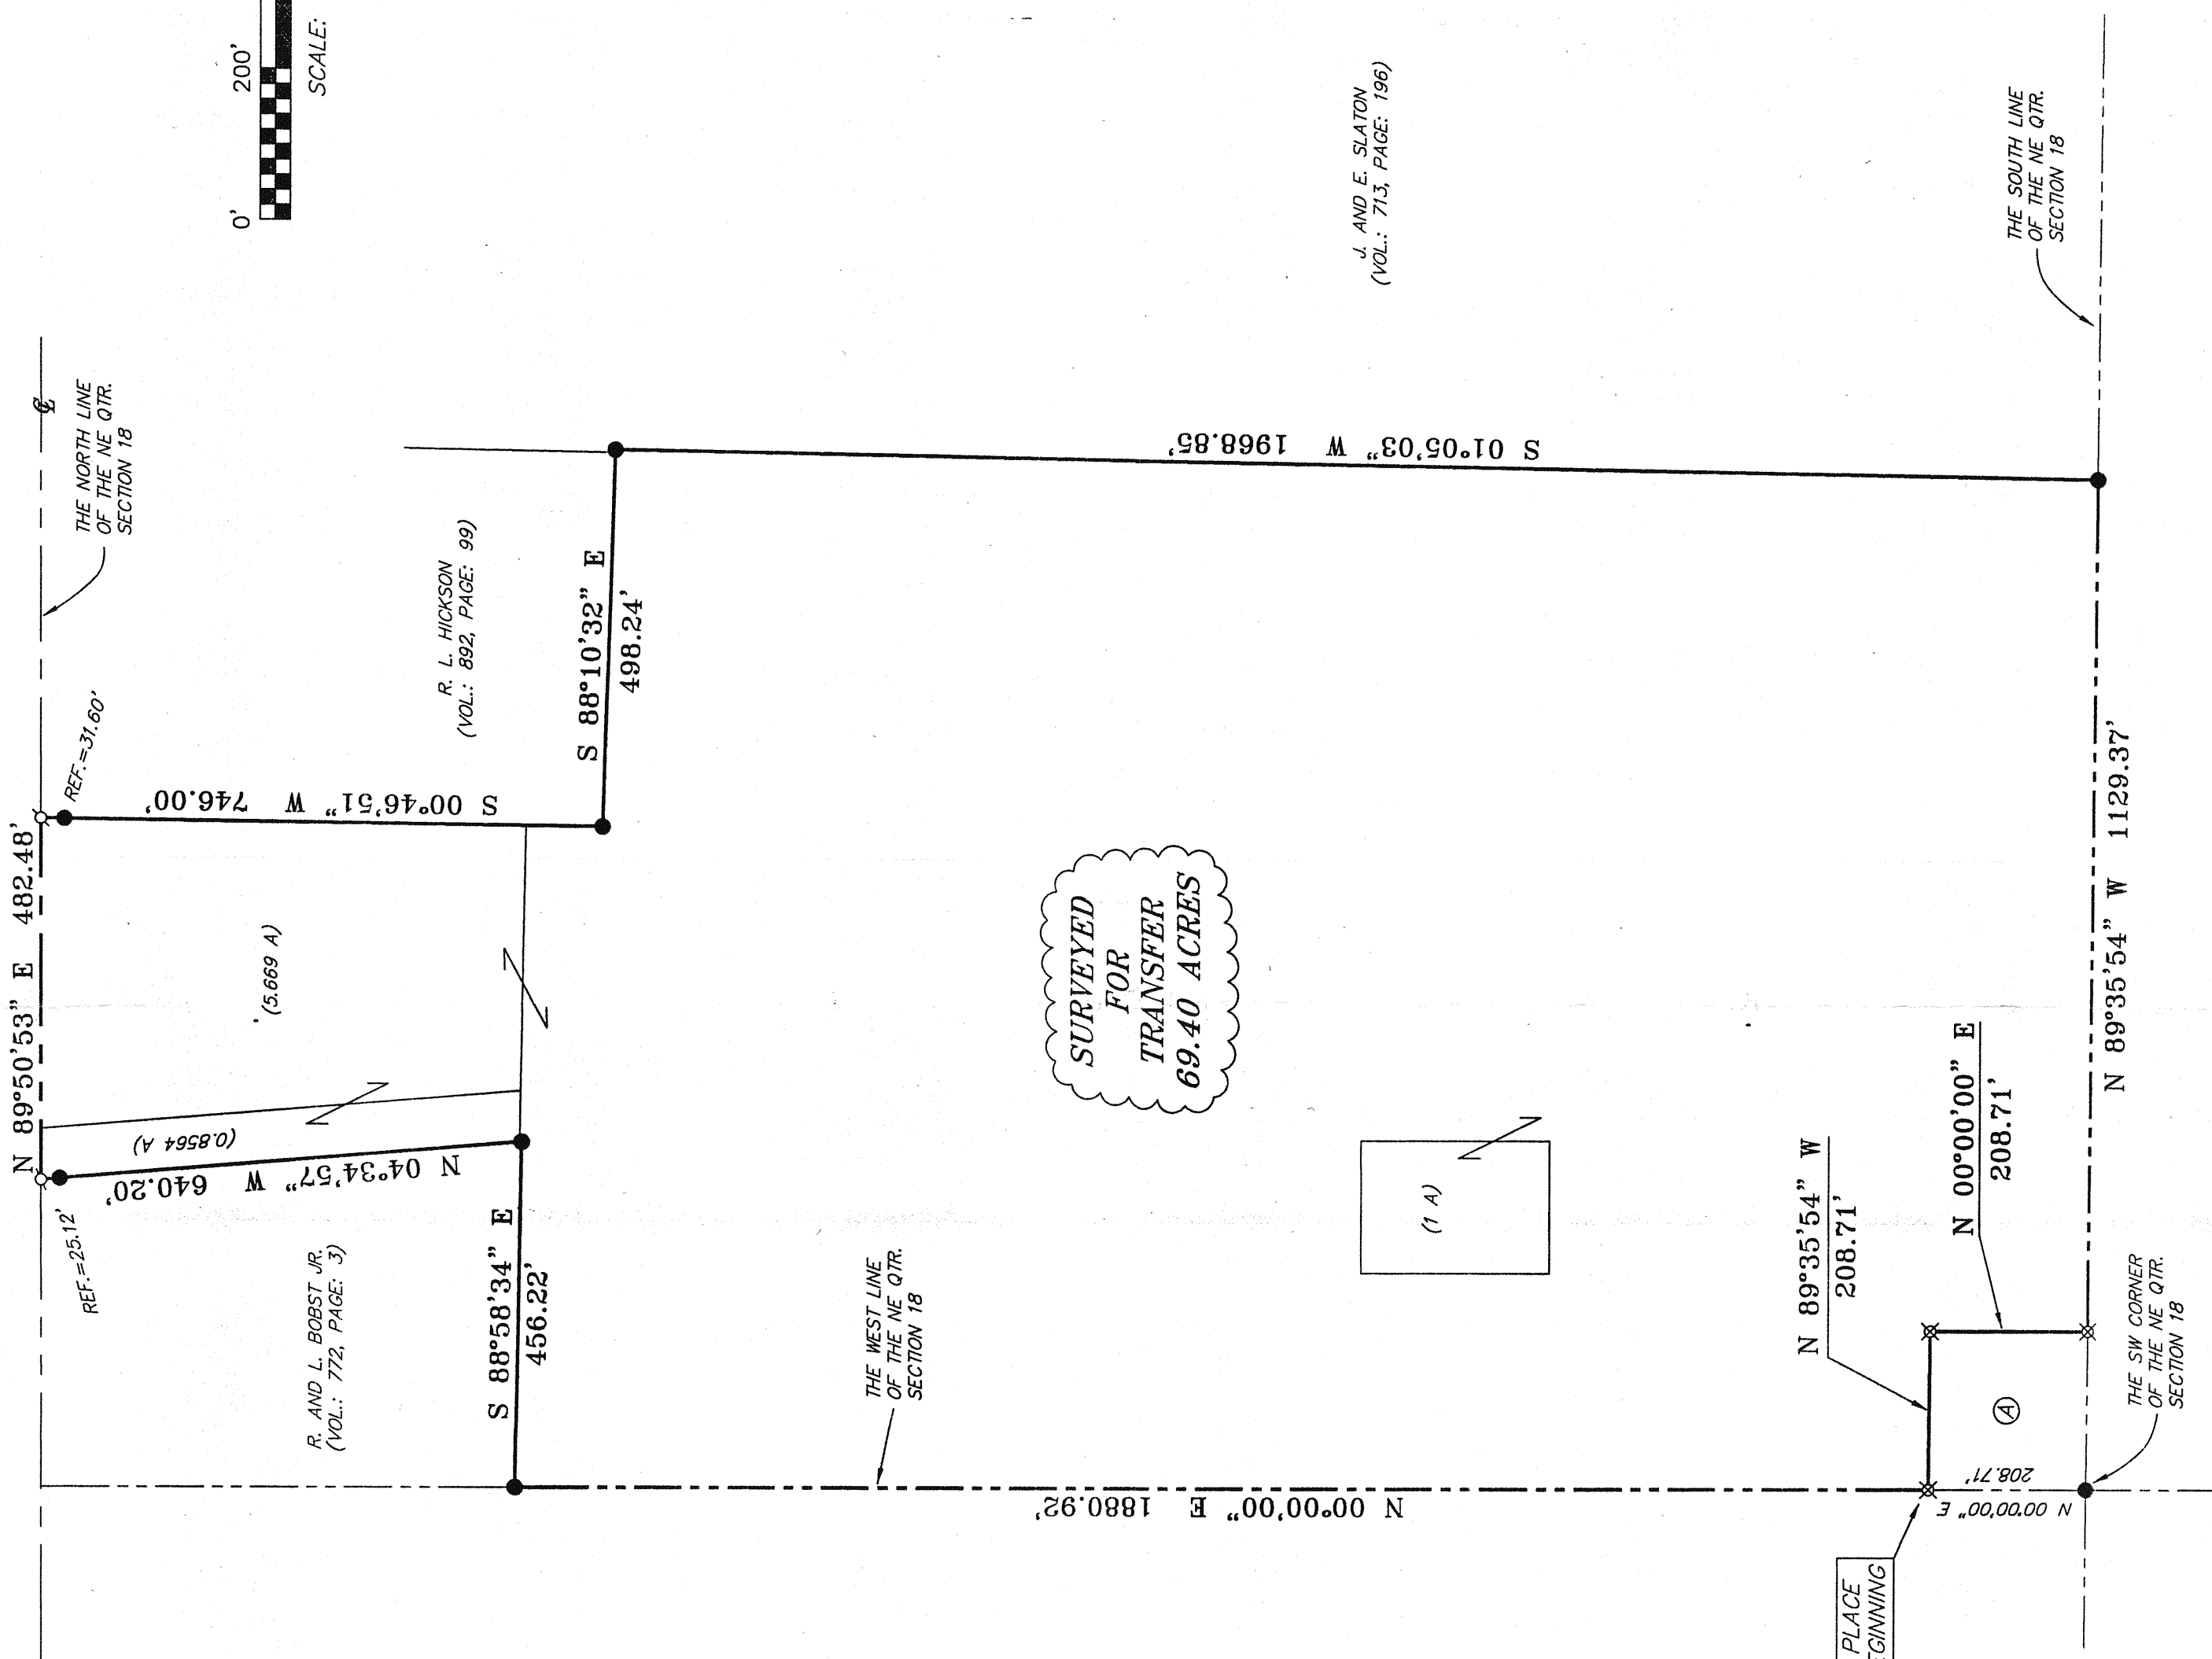 0'
200'
SCALE:
THE NORTH LINE
OF THE NE QTR.
SECTION 18
N 89°50'53" E 482.48'
REF.=31.60'
REF.=25.12'
S 00°46'51" W 746.00'
(5.669 A)
(0.8564 A)
N 04°34'57" W 640.20'
R. L. HICKSON
(VOL.: 892, PAGE: 99)
R. AND L. BOBST JR.
(VOL.: 772, PAGE: 3)
S 88°10'32" E
498.24'
S 88°58'34" E
456.22'
J. AND E. SLATON
(VOL.: 713, PAGE: 196)
S 01°05'03" W 1968.85'
THE WEST LINE
OF THE NE QTR.
SECTION 18
SURVEYED
FOR
TRANSFER
69.40 ACRES
(1 A)
N 00°00'00" E 1880.92'
N 89°35'54" W
208.71'
N 00°00'00" E
208.71'
A
208.71'
N 00°00'00" E
PLACE
GINNING
THE SOUTH LINE
OF THE NE QTR.
SECTION 18
N 89°35'54" W 1129.37'
THE SW CORNER
OF THE NE QTR.
SECTION 18